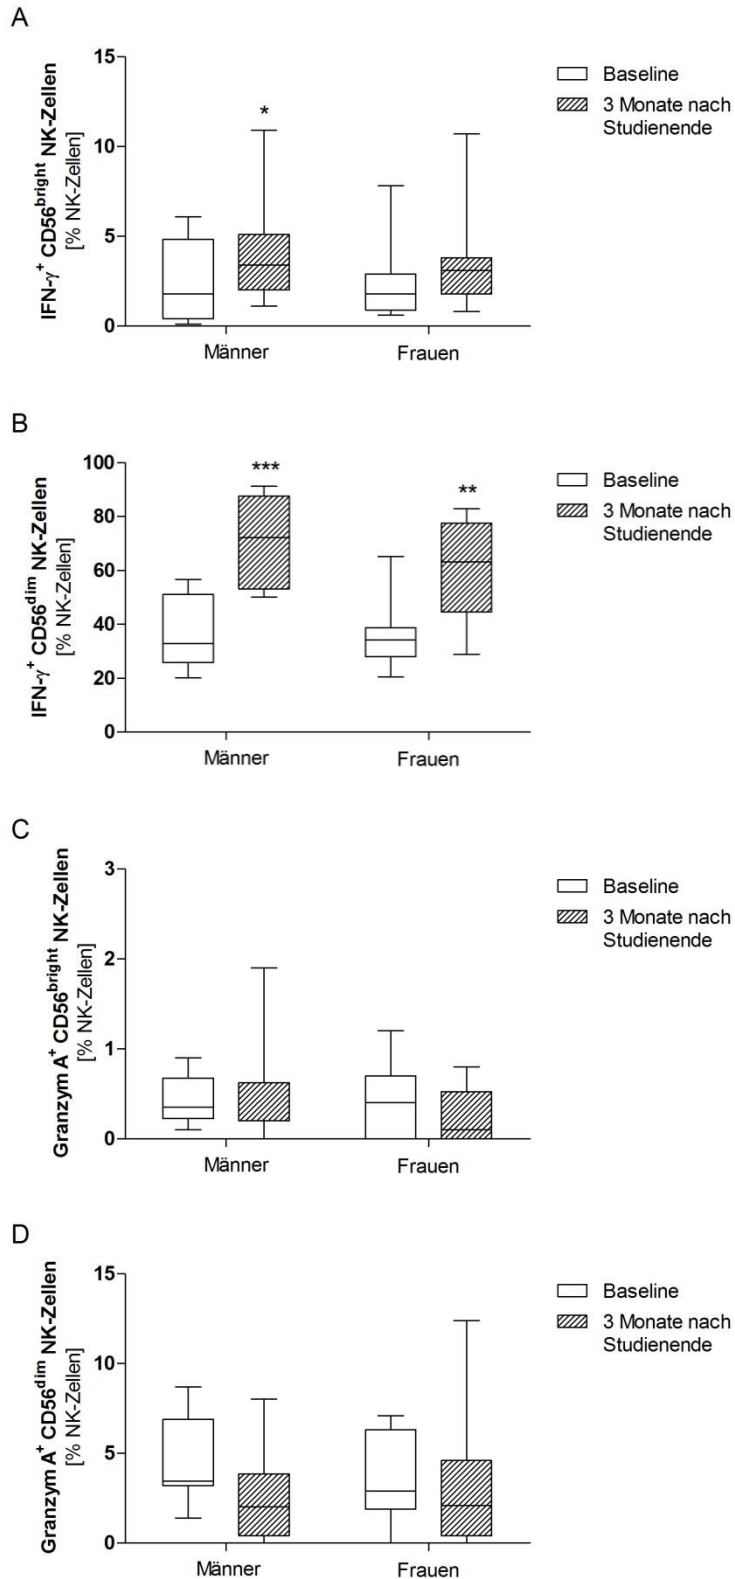 A
IFN-γ⁺ CD56ᵇʳⁱᵍʰᵗ NK-Zellen
[% NK-Zellen]
15
10
5
0
*
Männer
Frauen
Baseline
3 Monate nach
Studienende
B
IFN-γ⁺ CD56ᵈⁱᵐ NK-Zellen
[% NK-Zellen]
100
80
60
40
20
0
***
**
Männer
Frauen
Baseline
3 Monate nach
Studienende
C
Granzym A⁺ CD56ᵇʳⁱᵍʰᵗ NK-Zellen
[% NK-Zellen]
3
2
1
0
Männer
Frauen
Baseline
3 Monate nach
Studienende
D
Granzym A⁺ CD56ᵈⁱᵐ NK-Zellen
[% NK-Zellen]
15
10
5
0
Männer
Frauen
Baseline
3 Monate nach
Studienende